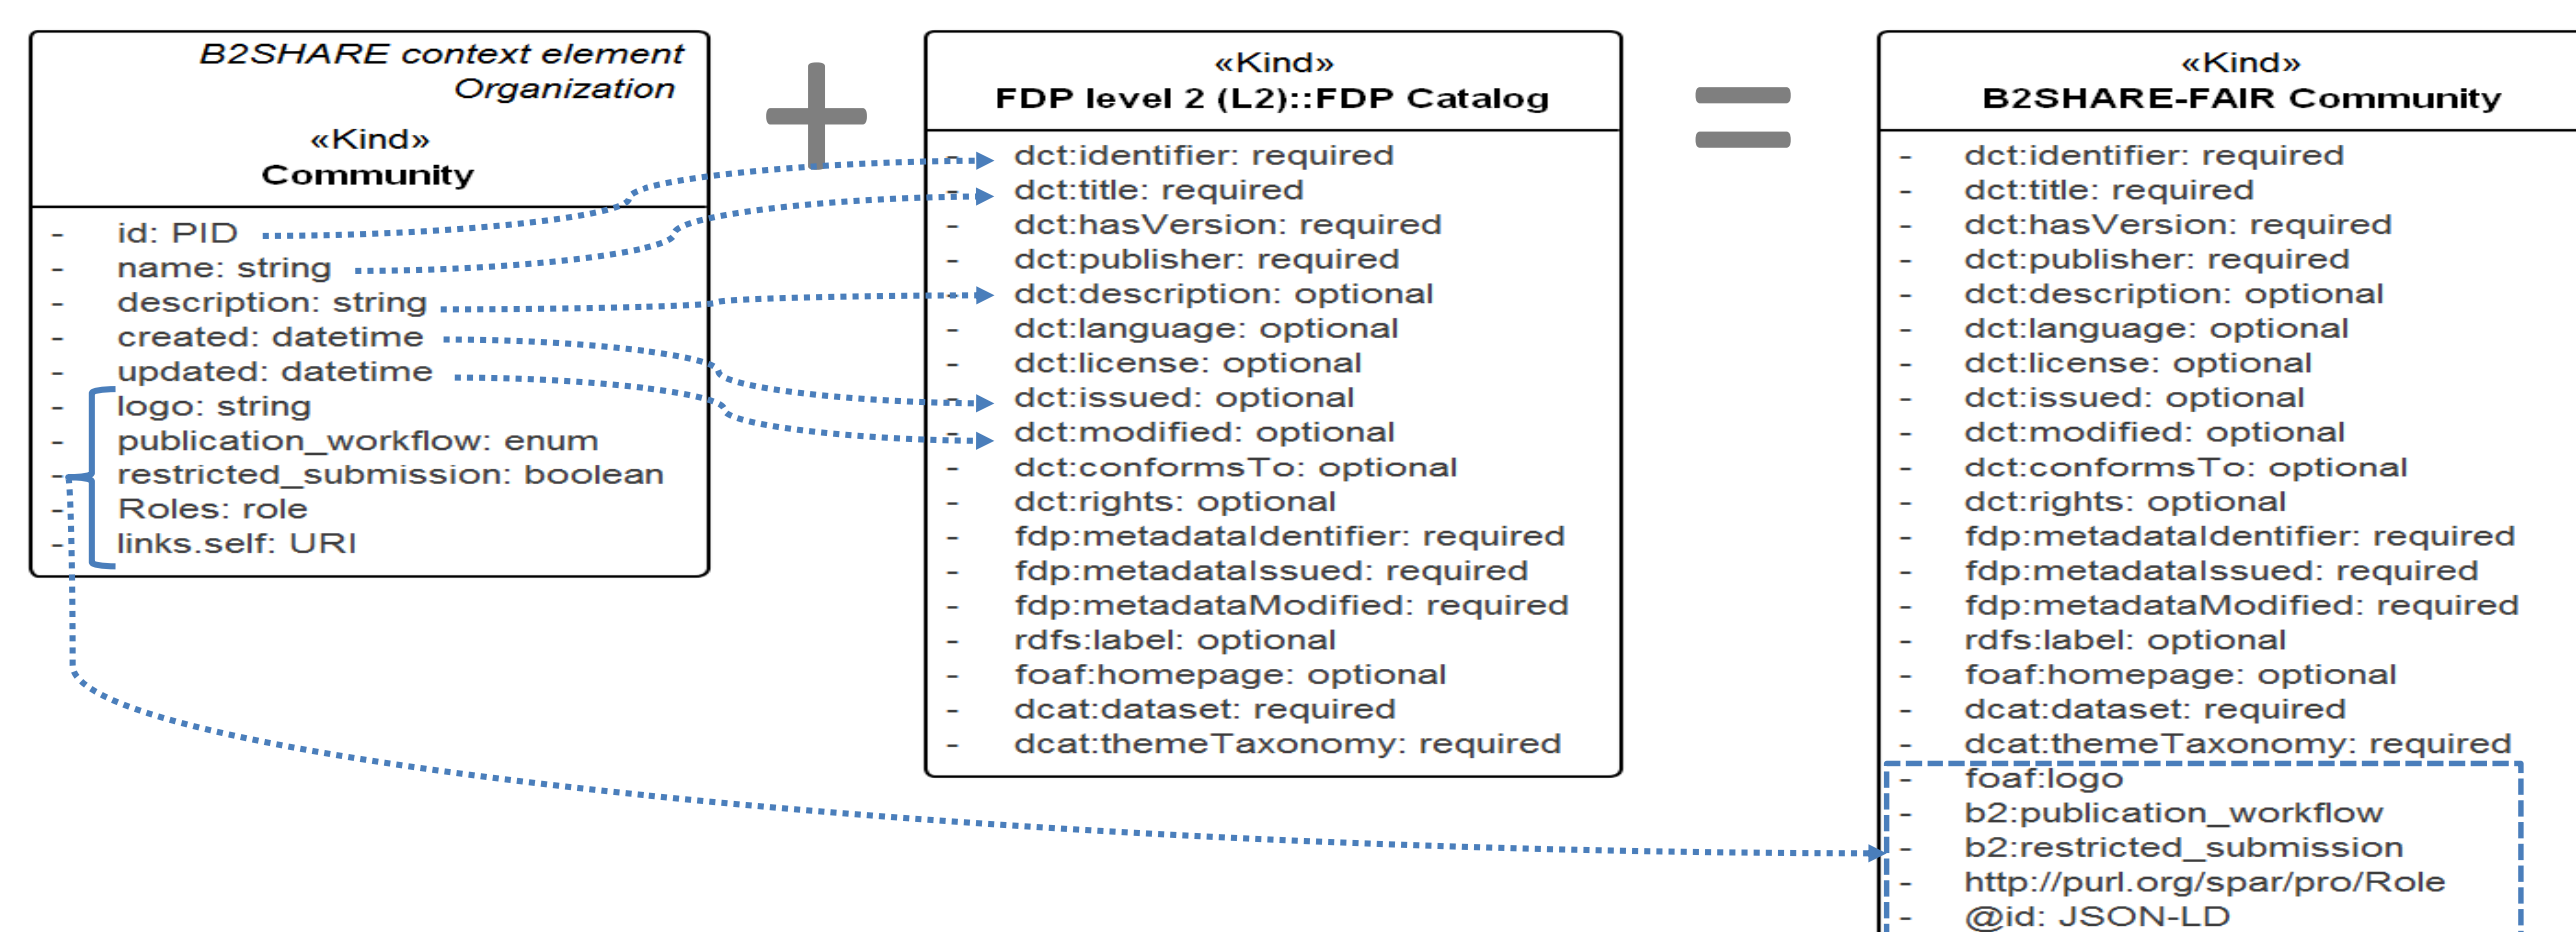 B2SHARE context element
Organization
«Kind»
Community
- id: PID
- name: string
- description: string
- created: datetime
- updated: datetime
- logo: string
- publication_workflow: enum
- restricted_submission: boolean
- Roles: role
- links.self: URI
+
«Kind»
FDP level 2 (L2)::FDP Catalog
- dct:identifier: required
- dct:title: required
- dct:hasVersion: required
- dct:publisher: required
- dct:description: optional
- dct:language: optional
- dct:license: optional
- dct:issued: optional
- dct:modified: optional
- dct:conformsTo: optional
- dct:rights: optional
- fdp:metadataIdentifier: required
- fdp:metadataIssued: required
- fdp:metadataModified: required
- rdfs:label: optional
- foaf:homepage: optional
- dcat:dataset: required
- dcat:themeTaxonomy: required
=
«Kind»
B2SHARE-FAIR Community
- dct:identifier: required
- dct:title: required
- dct:hasVersion: required
- dct:publisher: required
- dct:description: optional
- dct:language: optional
- dct:license: optional
- dct:issued: optional
- dct:modified: optional
- dct:conformsTo: optional
- dct:rights: optional
- fdp:metadataIdentifier: required
- fdp:metadataIssued: required
- fdp:metadataModified: required
- rdfs:label: optional
- foaf:homepage: optional
- dcat:dataset: required
- dcat:themeTaxonomy: required
- foaf:logo
- b2:publication_workflow
- b2:restricted_submission
- http://purl.org/spar/pro/Role
- @id: JSON-LD